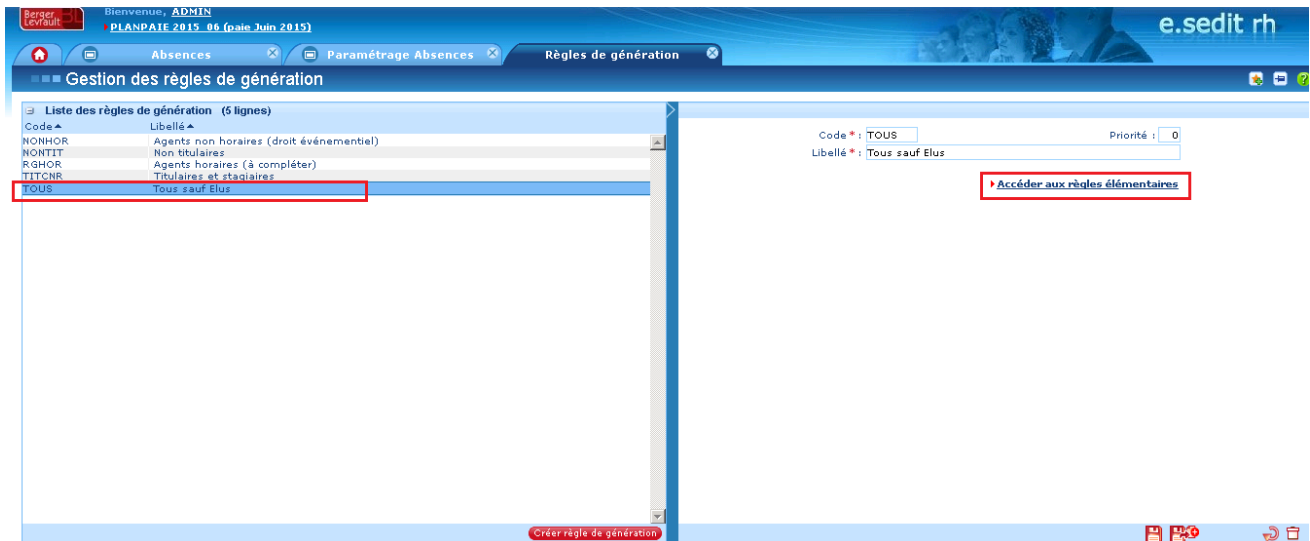 Berger Levrault BL
Bienvenue, ADMIN
PLANPAIE 2015 06 (paie Juin 2015)
e.sedit rh
Absences
Paramétrage Absences
Règles de génération
Gestion des règles de génération
Liste des règles de génération (5 lignes)
Code Libellé
NONHOR Agents non horaires (droit événementiel)
NONTIT Non titulaires
RGHOR Agents horaires (à compléter)
TITCNR Titulaires et stagiaires
TOUS Tous sauf Elus
Créer règle de génération
Code * : TOUS Priorité : 0
Libellé * : Tous sauf Elus
Accéder aux règles élémentaires